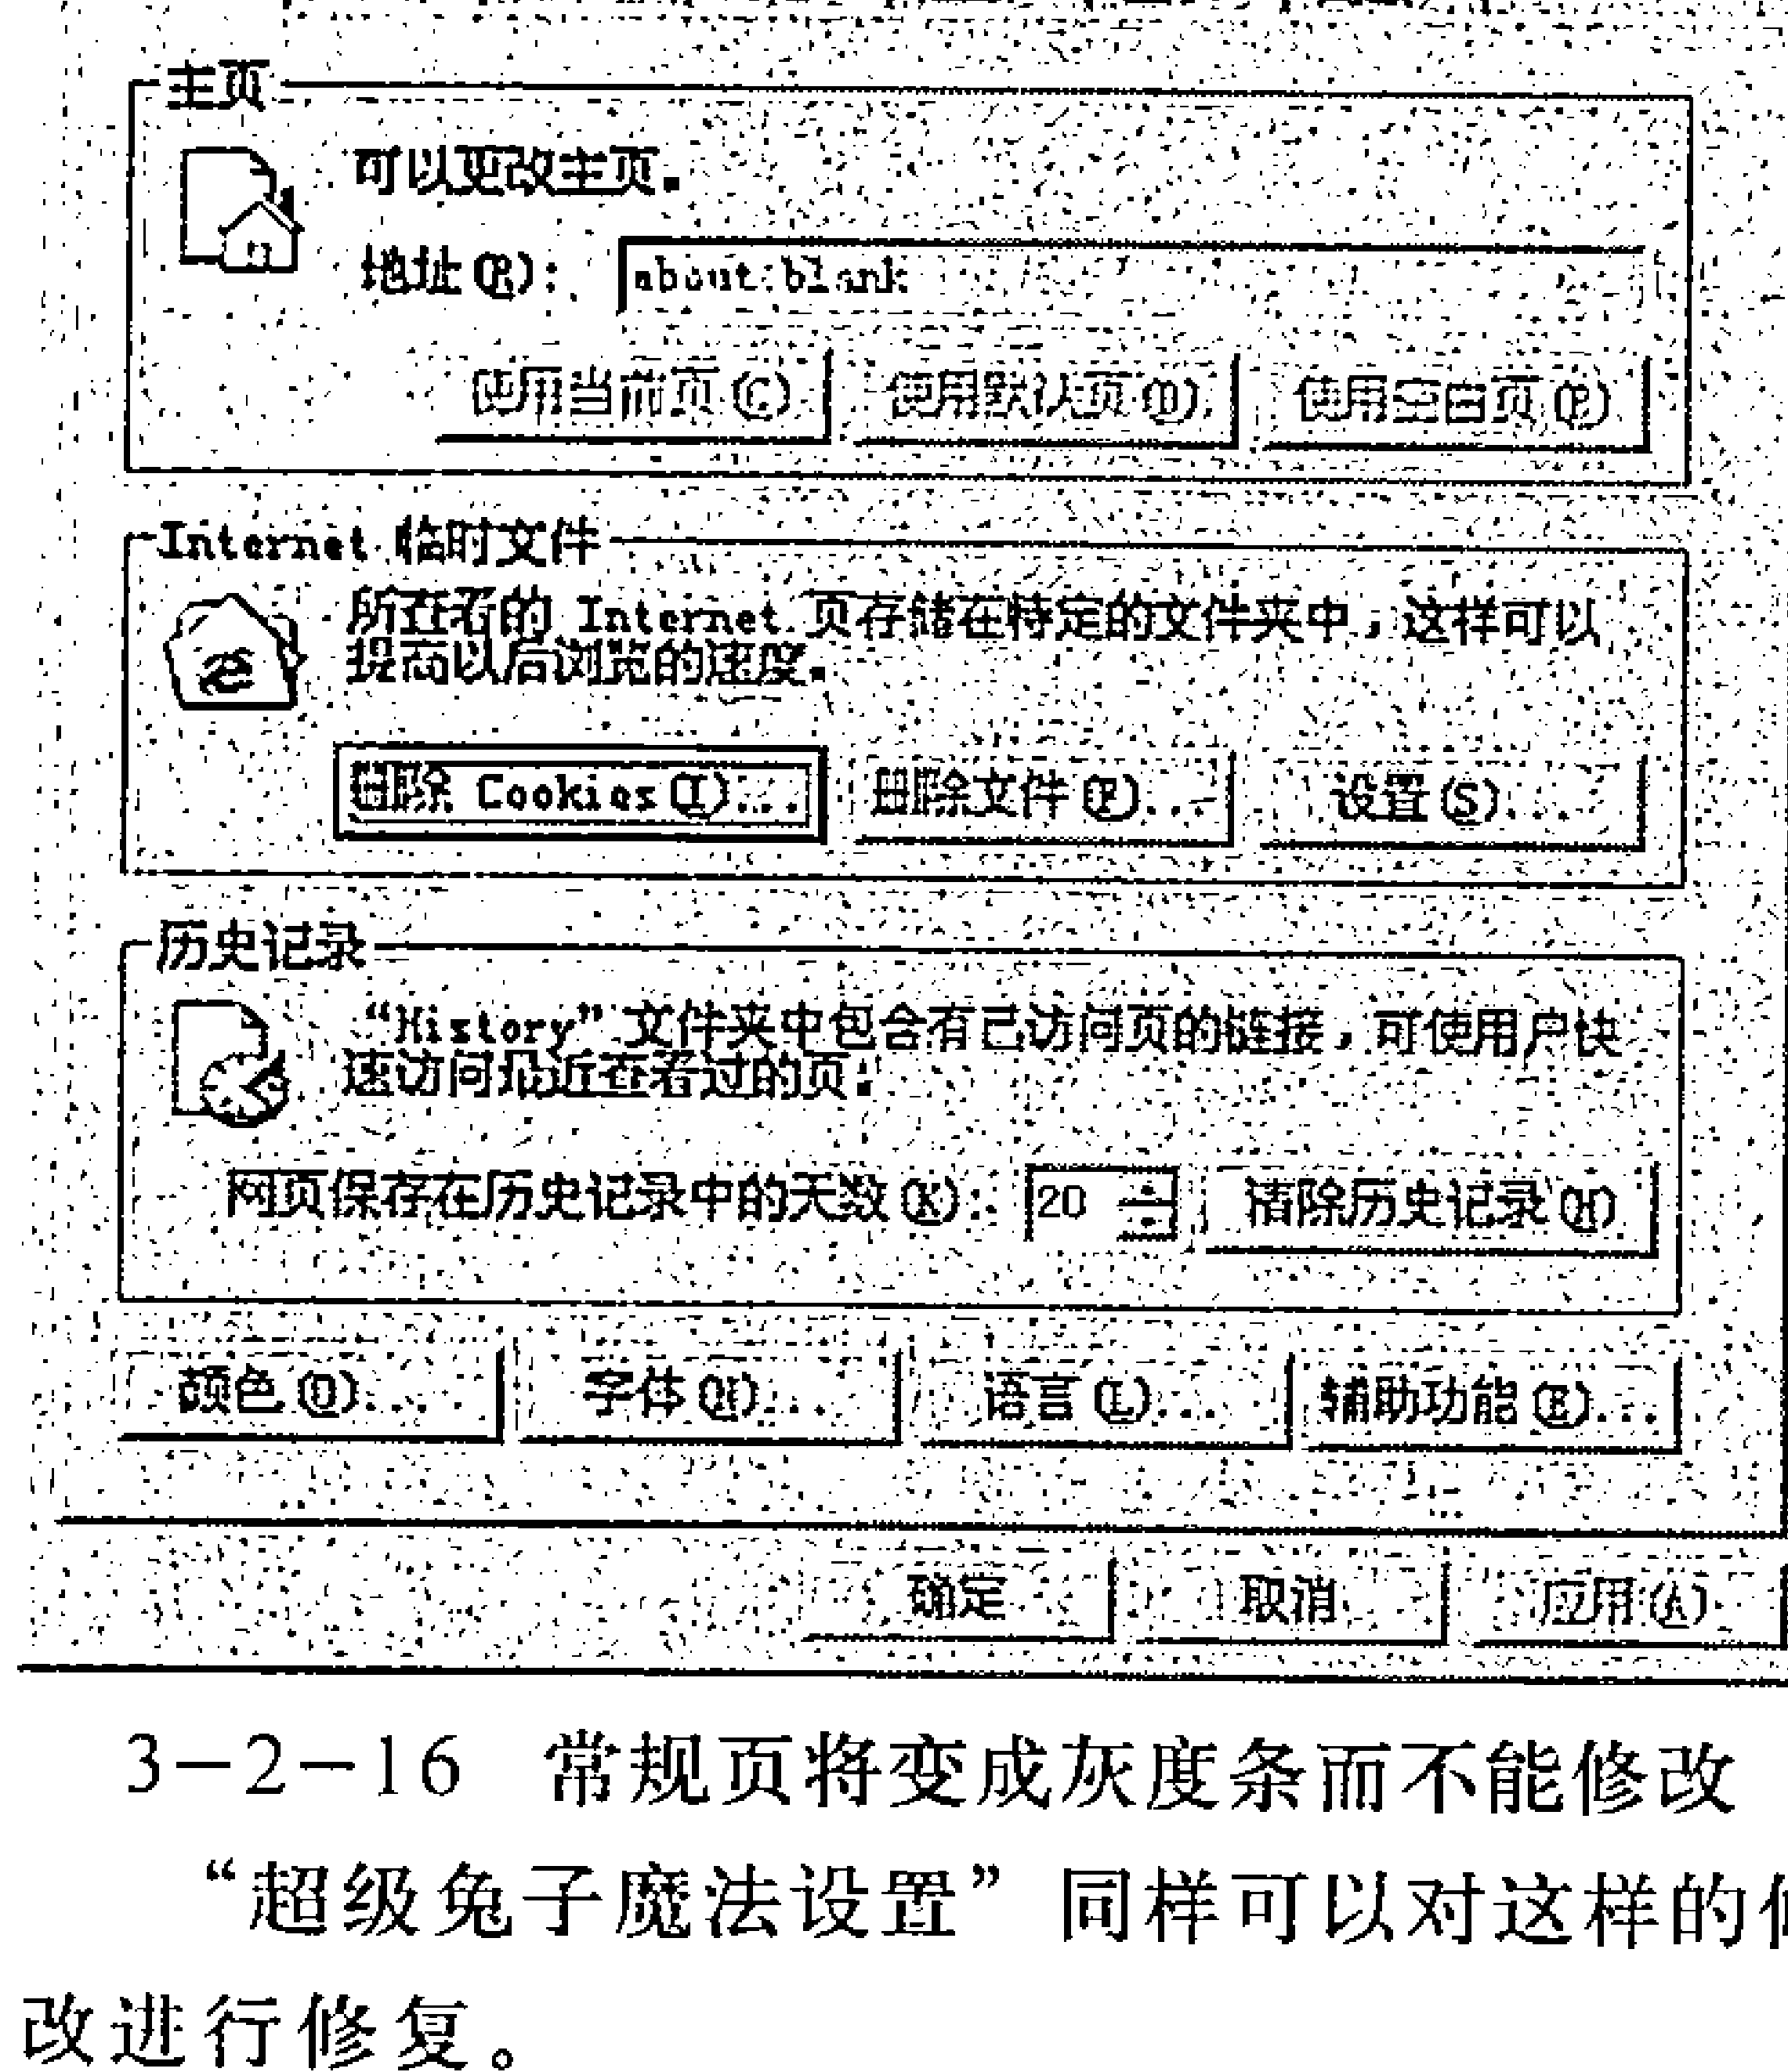 主页
可以更改主页。
地址(R): about:blank
使用当前页(C) 使用默认页(D) 使用空白页(P)
Internet 临时文件
所查看的 Internet 页存储在特定的文件夹中，这样可以
提高以后浏览的速度。
删除 Cookies(I)... 删除文件(F)... 设置(S)...
历史记录
“History” 文件夹中包含有已访问页的链接，可使用户快
速访问最近查看过的页。
网页保存在历史记录中的天数(K): 20 清除历史记录(H)
颜色(O)... 字体(N)... 语言(L)... 辅助功能(E)...
确定 取消 应用(A)
3-2-16 常规页将变成灰度条而不能修改
“超级兔子魔法设置” 同样可以对这样的
改进行修复。